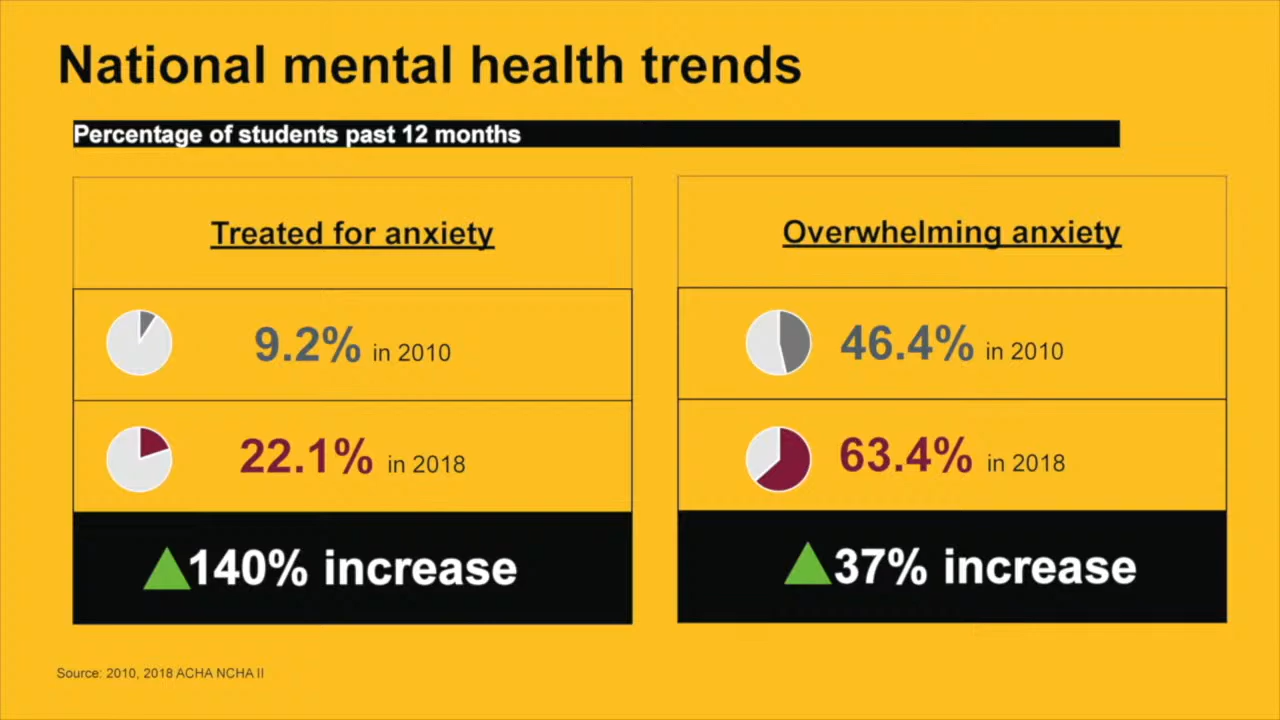 National mental health trends
Percentage of students past 12 months
Treated for anxiety
9.2% in 2010
22.1% in 2018
140% increase
Overwhelming anxiety
46.4% in 2010
63.4% in 2018
37% increase
Source: 2010, 2018 ACHA NCHA II